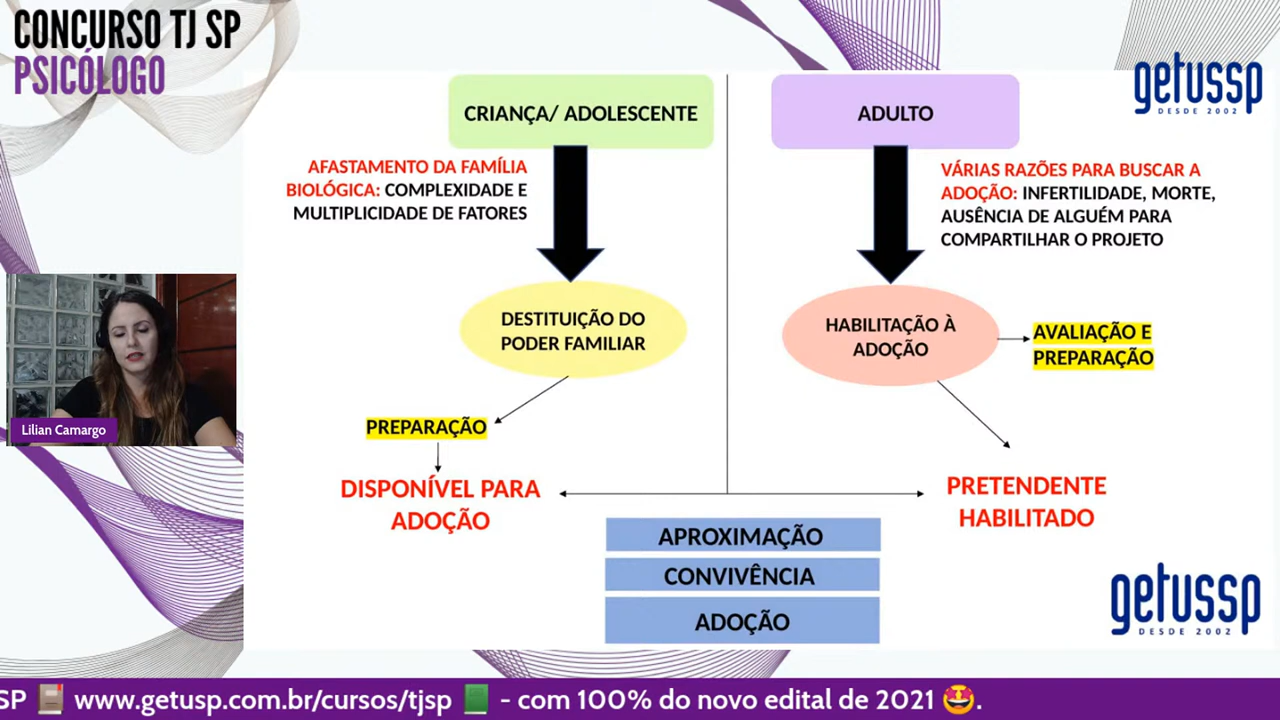 CONCURSO TJ SP
PSICÓLOGO
getussp
DESDE 2002
CRIANÇA/ ADOLESCENTE
ADULTO
AFASTAMENTO DA FAMÍLIA
BIOLÓGICA: COMPLEXIDADE E
MULTIPLICIDADE DE FATORES
VÁRIAS RAZÕES PARA BUSCAR A
ADOÇÃO: INFERTILIDADE, MORTE,
AUSÊNCIA DE ALGUÉM PARA
COMPARTILHAR O PROJETO
DESTITUIÇÃO DO
PODER FAMILIAR
HABILITAÇÃO À
ADOÇÃO
AVALIAÇÃO E
PREPARAÇÃO
PREPARAÇÃO
DISPONÍVEL PARA
ADOÇÃO
PRETENDENTE
HABILITADO
APROXIMAÇÃO
CONVIVÊNCIA
ADOÇÃO
Lilian Camargo
getussp
DESDE 2002
SP 📕 www.getusp.com.br/cursos/tjsp 📗 - com 100% do novo edital de 2021 🤩.